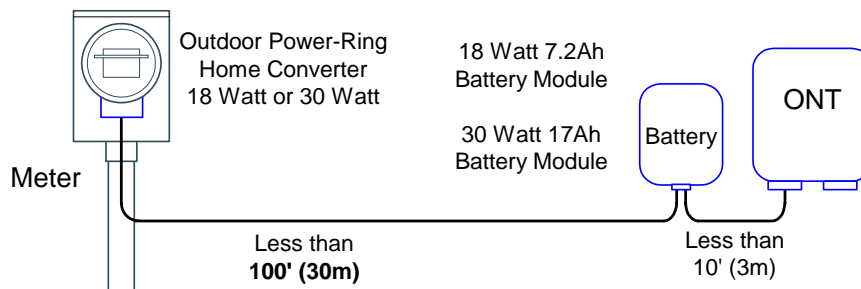 Outdoor Power-Ring
Home Converter
18 Watt or 30 Watt
18 Watt 7.2Ah
Battery Module
30 Watt 17Ah
Battery Module
Battery
ONT
Meter
Less than
100' (30m)
Less than
10' (3m)